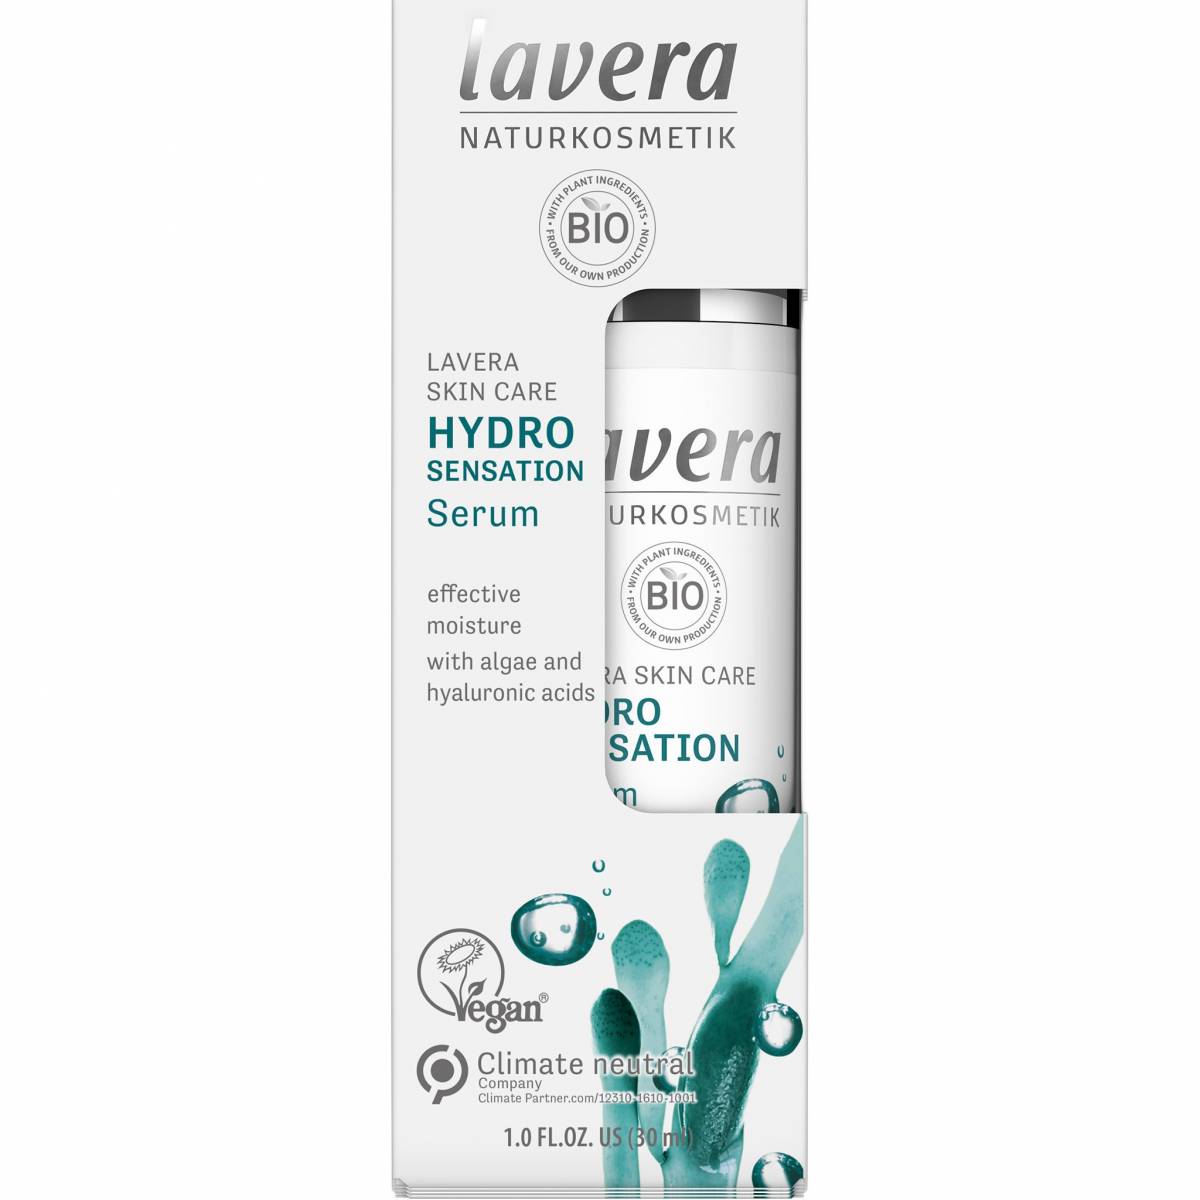 lavera
NATURKOSMETIK
• WITH PLANT INGREDIENTS •
BIO
FROM OUR OWN PRODUCTION
LAVERA
SKIN CARE
HYDRO
SENSATION
Serum
effective
moisture
with algae and
hyaluronic acids
avera
URKOSMETIK
• WITH PLANT INGREDIENTS •
BIO
FROM OUR OWN PRODUCTION
RA SKIN CARE
DRO
SATION
m
Vegan®
Climate neutral
Company
Climate Partner.com/12310-1610-1001
1.0 FL.OZ. US (30 ml)